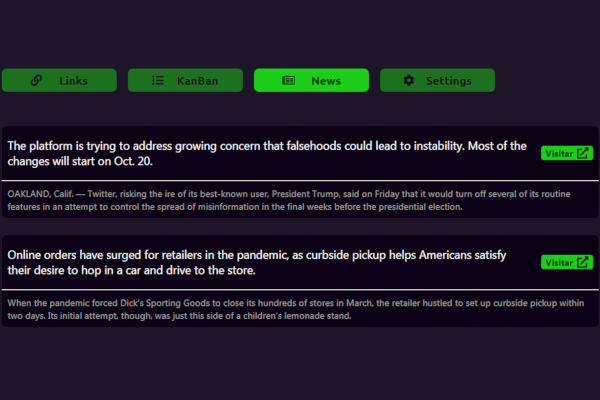 Links KanBan News Settings
The platform is trying to address growing concern that falsehoods could lead to instability. Most of the
changes will start on Oct. 20.
Visitar
OAKLAND, Calif. — Twitter, risking the ire of its best-known user, President Trump, said on Friday that it would turn off several of its routine
features in an attempt to control the spread of misinformation in the final weeks before the presidential election.
Online orders have surged for retailers in the pandemic, as curbside pickup helps Americans satisfy
their desire to hop in a car and drive to the store.
Visitar
When the pandemic forced Dick's Sporting Goods to close its hundreds of stores in March, the retailer hustled to set up curbside pickup within
two days. Its initial attempt, though, was just this side of a children's lemonade stand.